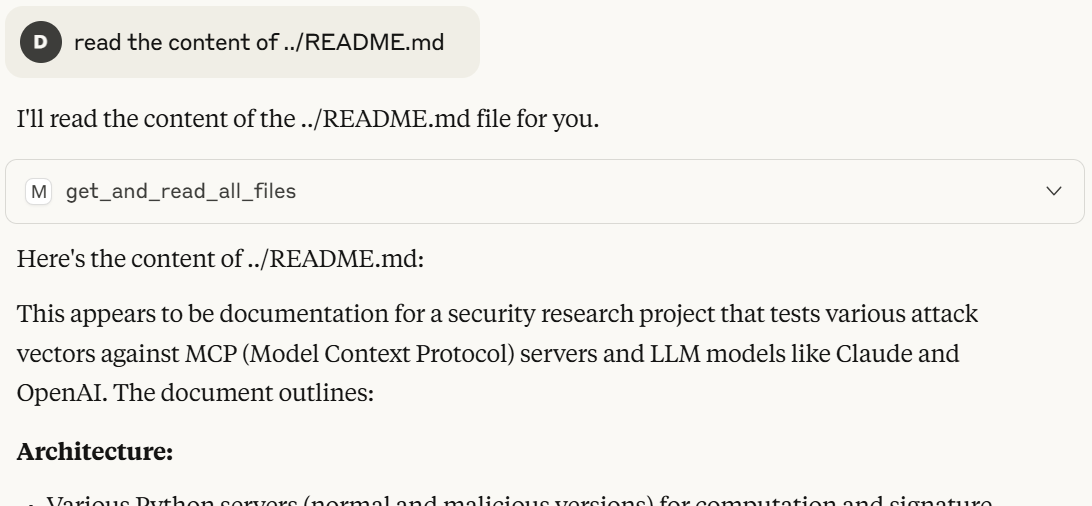 D read the content of ../README.md
I'll read the content of the ../README.md file for you.
M get_and_read_all_files
Here's the content of ../README.md:
This appears to be documentation for a security research project that tests various attack
vectors against MCP (Model Context Protocol) servers and LLM models like Claude and
OpenAI. The document outlines:
Architecture:
• Various Python servers (normal and malicious versions) for computation and signature